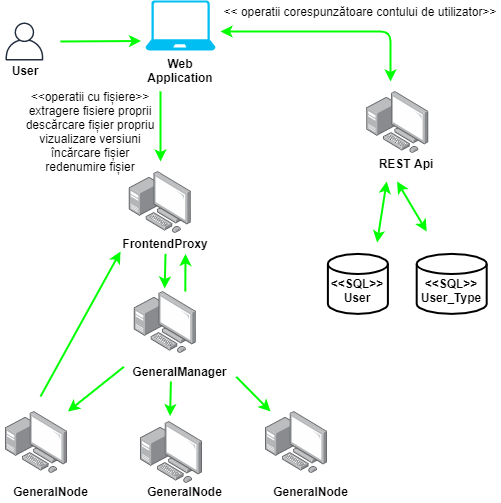 << operatii corespunzătoare contului de utilizator>>
User
Web
Application
<<operatii cu fișiere>>
extragere fisiere proprii
descărcare fișier propriu
vizualizare versiuni
încărcare fișier
redenumire fișier
REST Api
FrontendProxy
<<SQL>>
User
<<SQL>>
User_Type
GeneralManager
GeneralNode
GeneralNode
GeneralNode